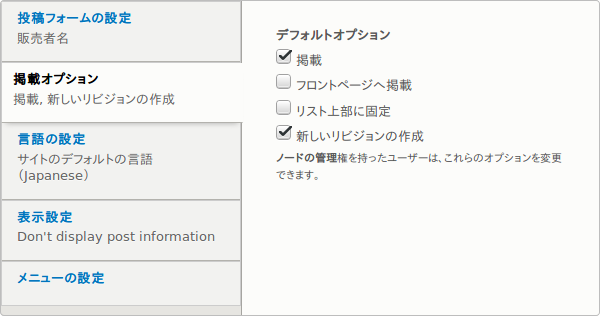 投稿フォームの設定
販売者名
掲載オプション
掲載, 新しいリビジョンの作成
言語の設定
サイトのデフォルトの言語
（Japanese）
表示設定
Don't display post information
メニューの設定
デフォルトオプション
掲載
フロントページへ掲載
リスト上部に固定
新しいリビジョンの作成
ノードの管理権を持ったユーザーは、これらのオプションを変更
できます。